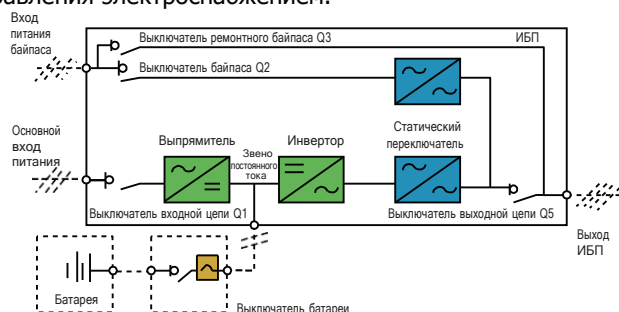 равления электроснабжением.
Вход
питания
байпаса
Выключатель ремонтного байпаса Q3
ИБП
Выключатель байпаса Q2
Основной
вход
питания
Выпрямитель
Звено
постоянного
тока
Инвертор
Статический
переключатель
Выключатель входной цепи Q1
Выключатель выходной цепи Q5
Выход
ИБП
Батарея
Выключатель батареи